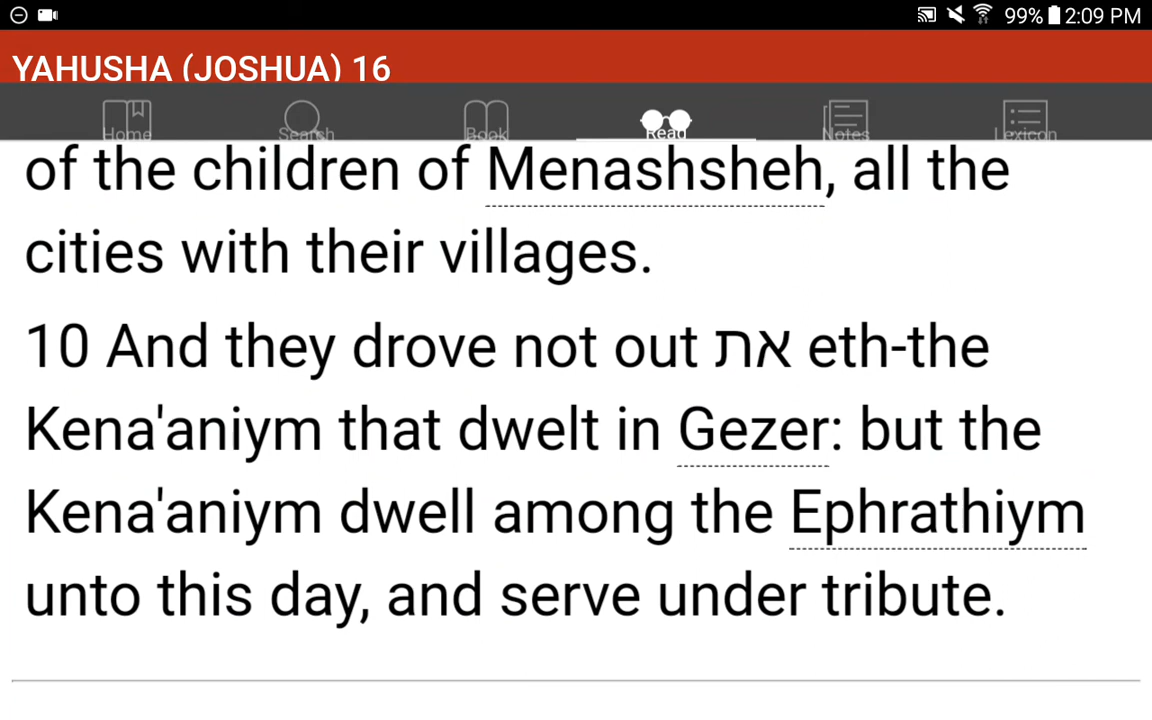 99% 2:09 PM
YAHUSHA (JOSHUA) 16
Home Search Book Read Notes Lexicon
of the children of Menashsheh, all the
cities with their villages.
10 And they drove not out את eth-the
Kena'aniym that dwelt in Gezer: but the
Kena'aniym dwell among the Ephrathiym
unto this day, and serve under tribute.